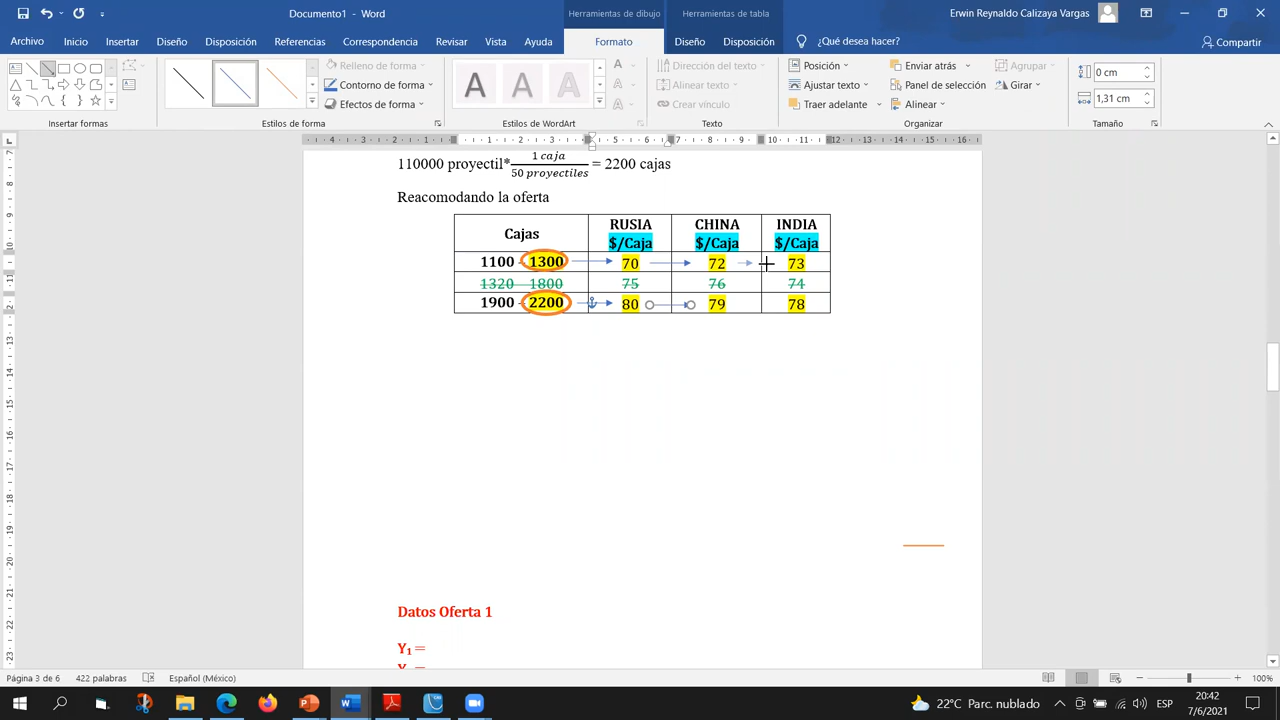 Herramientas de dibujo Herramientas de tabla Erwin Reynaldo Calizaya Vargas
Archivo Inicio Insertar Diseño Disposición Referencias Correspondencia Revisar Vista Ayuda Formato Diseño Disposición ¿Qué desea hacer? Compartir
Relleno de forma
Contorno de forma
Efectos de forma
A A A
Dirección del texto
Alinear texto
Crear vínculo
Posición
Ajustar texto
Traer adelante
Enviar atrás
Panel de selección
Alinear
Agrupar
Girar
0 cm
1,31 cm
Insertar formas Estilos de forma Estilos de WordArt Texto Organizar Tamaño
110000 proyectil* 1 caja / 50 proyectiles = 2200 cajas
Reacomodando la oferta
Cajas RUSIA $/Caja CHINA $/Caja INDIA $/Caja
1100 - 1300 70 72 73
1320 1800 75 76 74
1900 - 2200 80 79 78
Datos Oferta 1
Y1 =
Página 3 de 6 422 palabras Español (México) 100%
22°C Parc. nublado ESP 20:42
7/6/2021